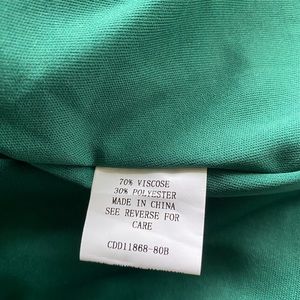 70% VISCOSE
30% POLYESTER
MADE IN CHINA
SEE REVERSE FOR
CARE
CDD11868-80B